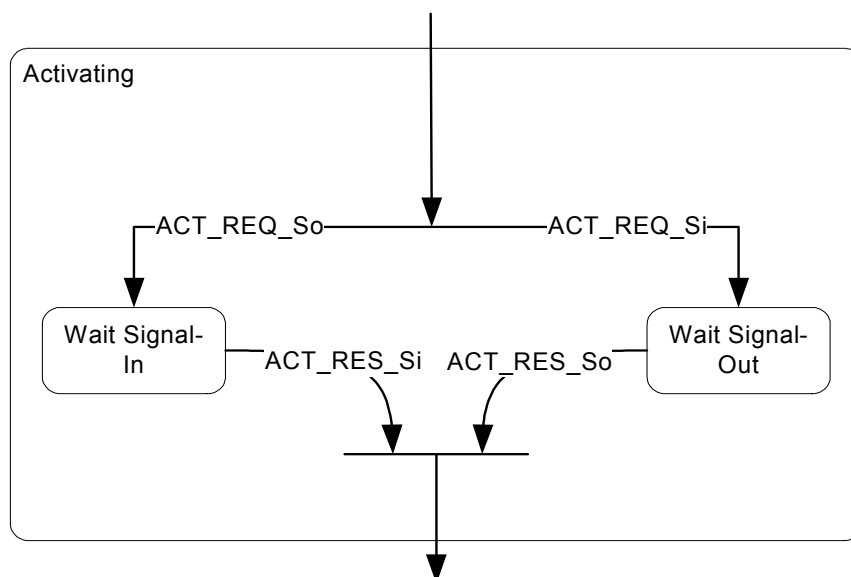 Activating
ACT_REQ_So
ACT_REQ_Si
Wait Signal-
In
Wait Signal-
Out
ACT_RES_Si
ACT_RES_So